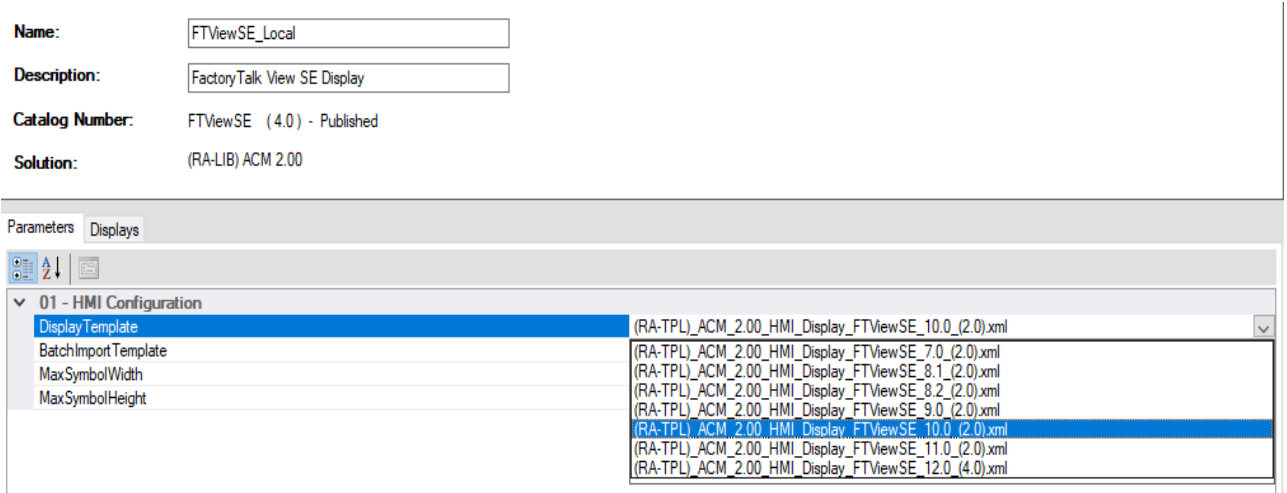 Name: FTViewSE_Local
Description: FactoryTalk View SE Display
Catalog Number: FTViewSE ( 4.0 ) - Published
Solution: (RA-LIB) ACM 2.00
Parameters Displays
01 - HMI Configuration
DisplayTemplate (RA-TPL)_ACM_2.00_HMI_Display_FTViewSE_10.0_(2.0).xml
BatchImportTemplate
MaxSymbolWidth
MaxSymbolHeight
(RA-TPL)_ACM_2.00_HMI_Display_FTViewSE_7.0_(2.0).xml
(RA-TPL)_ACM_2.00_HMI_Display_FTViewSE_8.1_(2.0).xml
(RA-TPL)_ACM_2.00_HMI_Display_FTViewSE_8.2_(2.0).xml
(RA-TPL)_ACM_2.00_HMI_Display_FTViewSE_9.0_(2.0).xml
(RA-TPL)_ACM_2.00_HMI_Display_FTViewSE_10.0_(2.0).xml
(RA-TPL)_ACM_2.00_HMI_Display_FTViewSE_11.0_(2.0).xml
(RA-TPL)_ACM_2.00_HMI_Display_FTViewSE_12.0_(4.0).xml